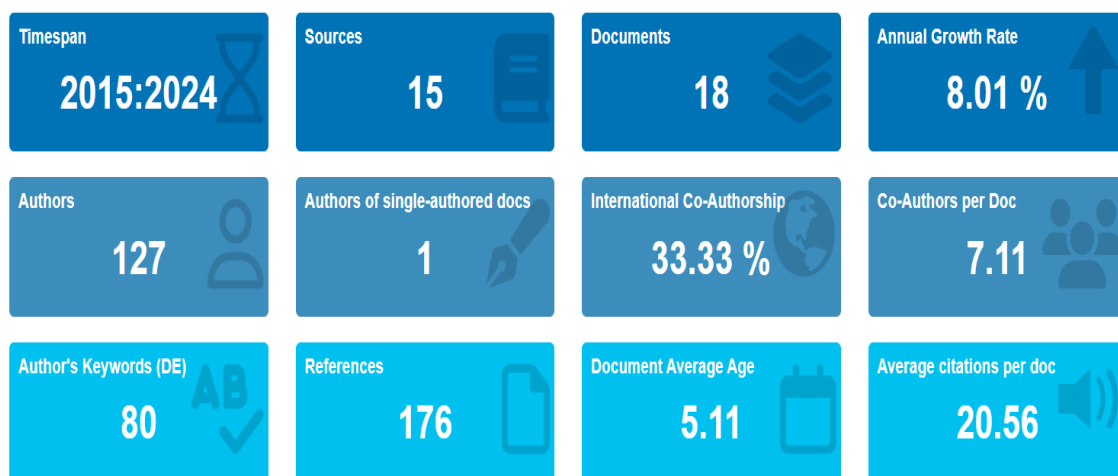 Timespan
2015:2024
Sources
15
Documents
18
Annual Growth Rate
8.01 %
Authors
127
Authors of single-authored docs
1
International Co-Authorship
33.33 %
Co-Authors per Doc
7.11
Author's Keywords (DE)
AB
80
References
176
Document Average Age
5.11
Average citations per doc
20.56